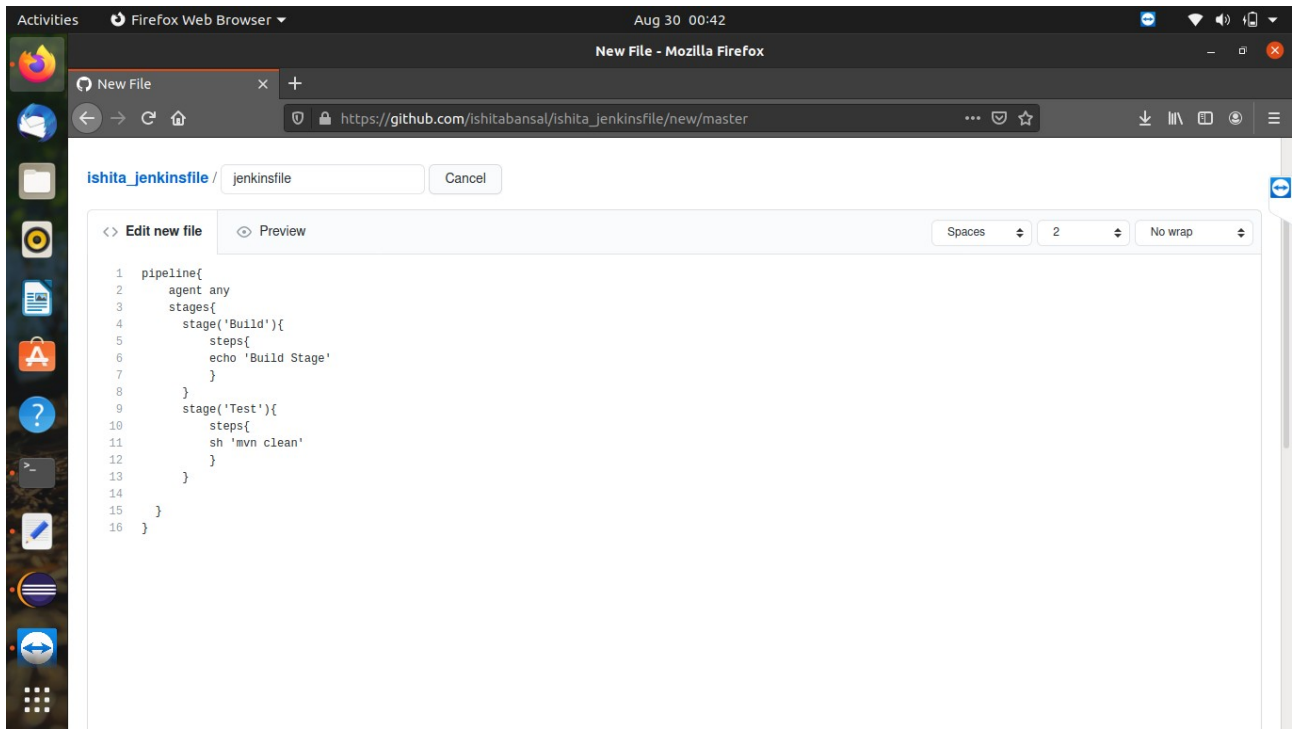 Activities Firefox Web Browser Aug 30 00:42
New File - Mozilla Firefox
New File
https://github.com/ishitabansal/ishita_jenkinsfile/new/master
ishita_jenkinsfile / jenkinsfile Cancel
<> Edit new file Preview Spaces 2 No wrap
1 pipeline{
2     agent any
3     stages{
4       stage('Build'){
5           steps{
6           echo 'Build Stage'
7           }
8       }
9       stage('Test'){
10           steps{
11           sh 'mvn clean'
12           }
13       }
14
15   }
16 }